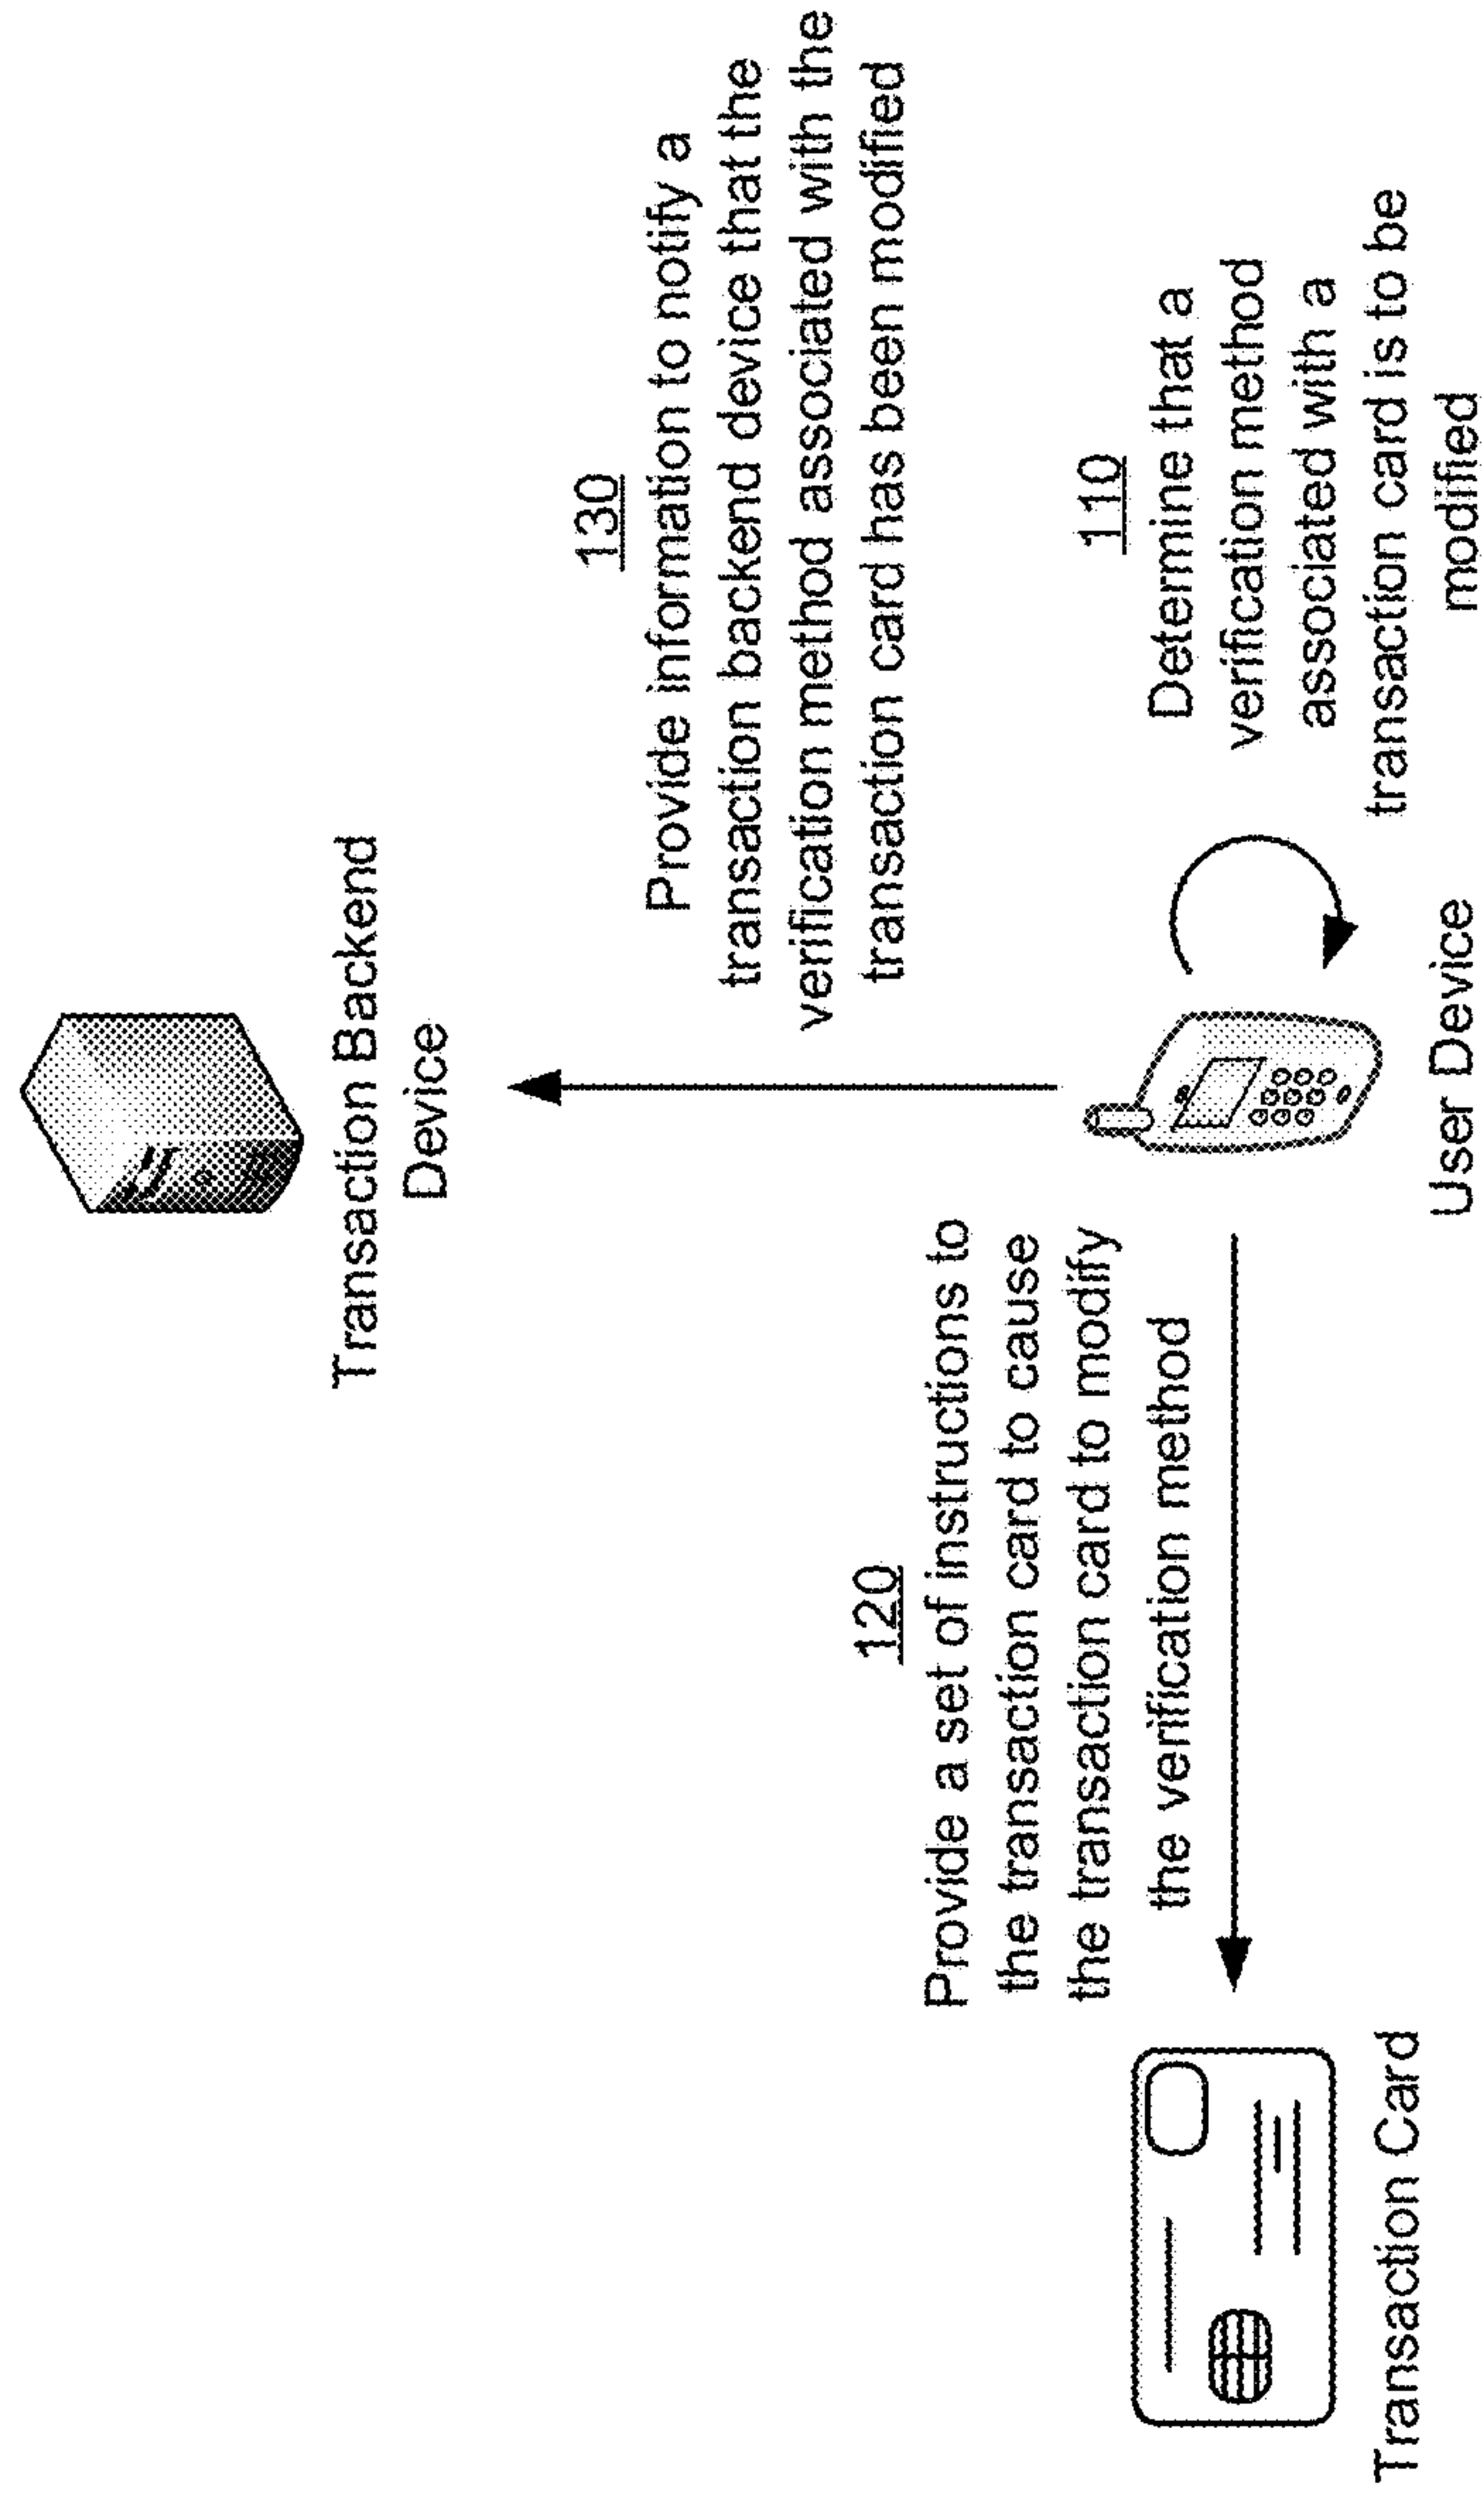 Transaction Backend
Device
130
Provide information to notify a
transaction backend device that the
verification method associated with the
transaction card has been modified
120
Provide a set of instructions to
the transaction card to cause
the transaction card to modify
the verification method
110
Determine that a
verification method
associated with a
transaction card is to be
modified
Transaction Card
User Device